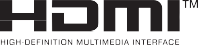 HDMI™
HIGH-DEFINITION MULTIMEDIA INTERFACE